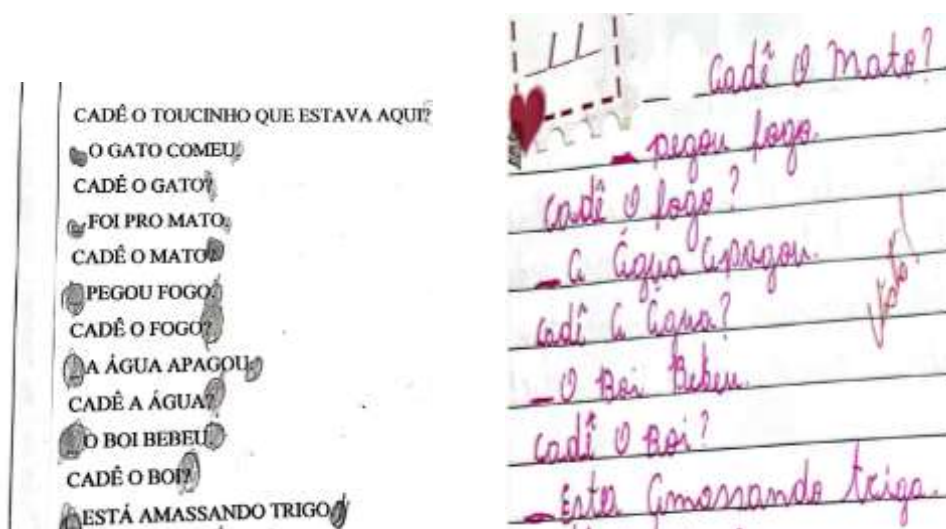 CADÊ O TOUCINHO QUE ESTAVA AQUI?
O GATO COMEU.
CADÊ O GATO?
FOI PRO MATO.
CADÊ O MATO?
PEGOU FOGO.
CADÊ O FOGO?
A ÁGUA APAGOU.
CADÊ A ÁGUA?
O BOI BEBEU.
CADÊ O BOI?
ESTÁ AMASSANDO TRIGO.
Cadê O Mato?
— pegou fogo.
Cadê O fogo?
— A Água Apagou.
Cadê A Água?
— O Boi Bebeu.
Cadê O Boi?
— Esta Amassando triga.
Visto!